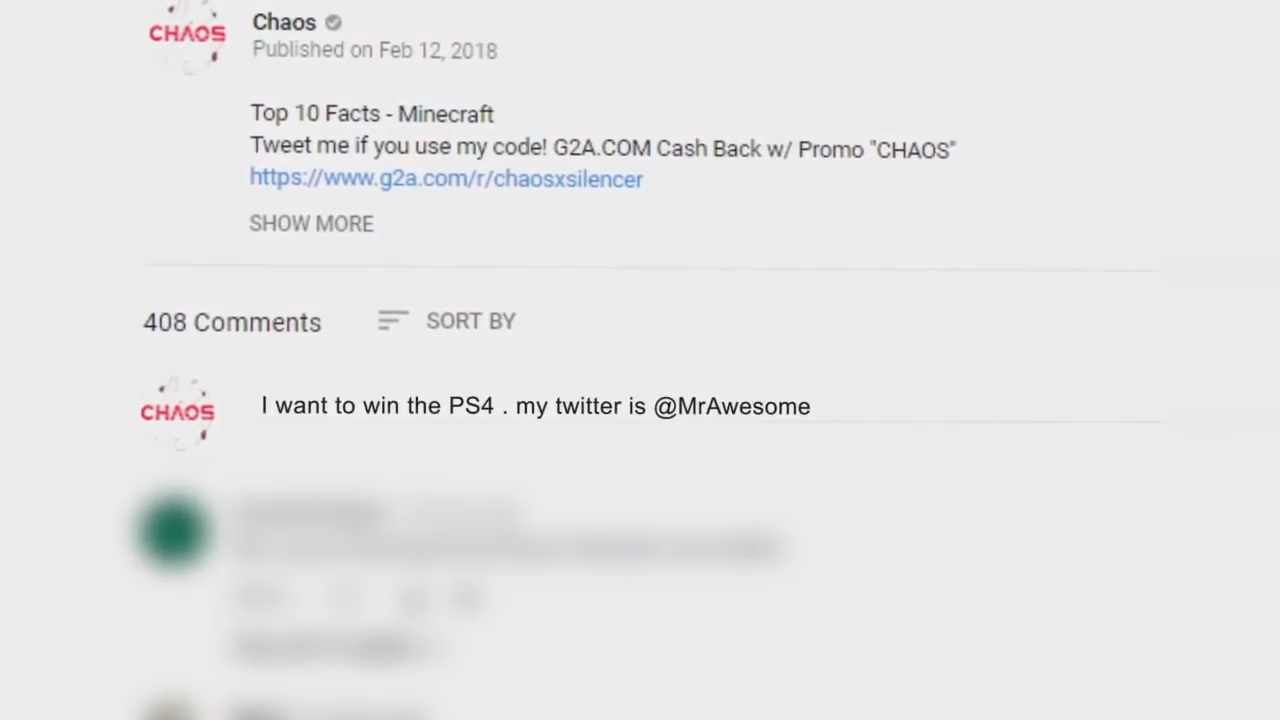 CHAOS
Chaos
Published on Feb 12, 2018
Top 10 Facts - Minecraft
Tweet me if you use my code! G2A.COM Cash Back w/ Promo "CHAOS"
https://www.g2a.com/r/chaosxsilencer
SHOW MORE
408 Comments
SORT BY
CHAOS
I want to win the PS4 . my twitter is @MrAwesome